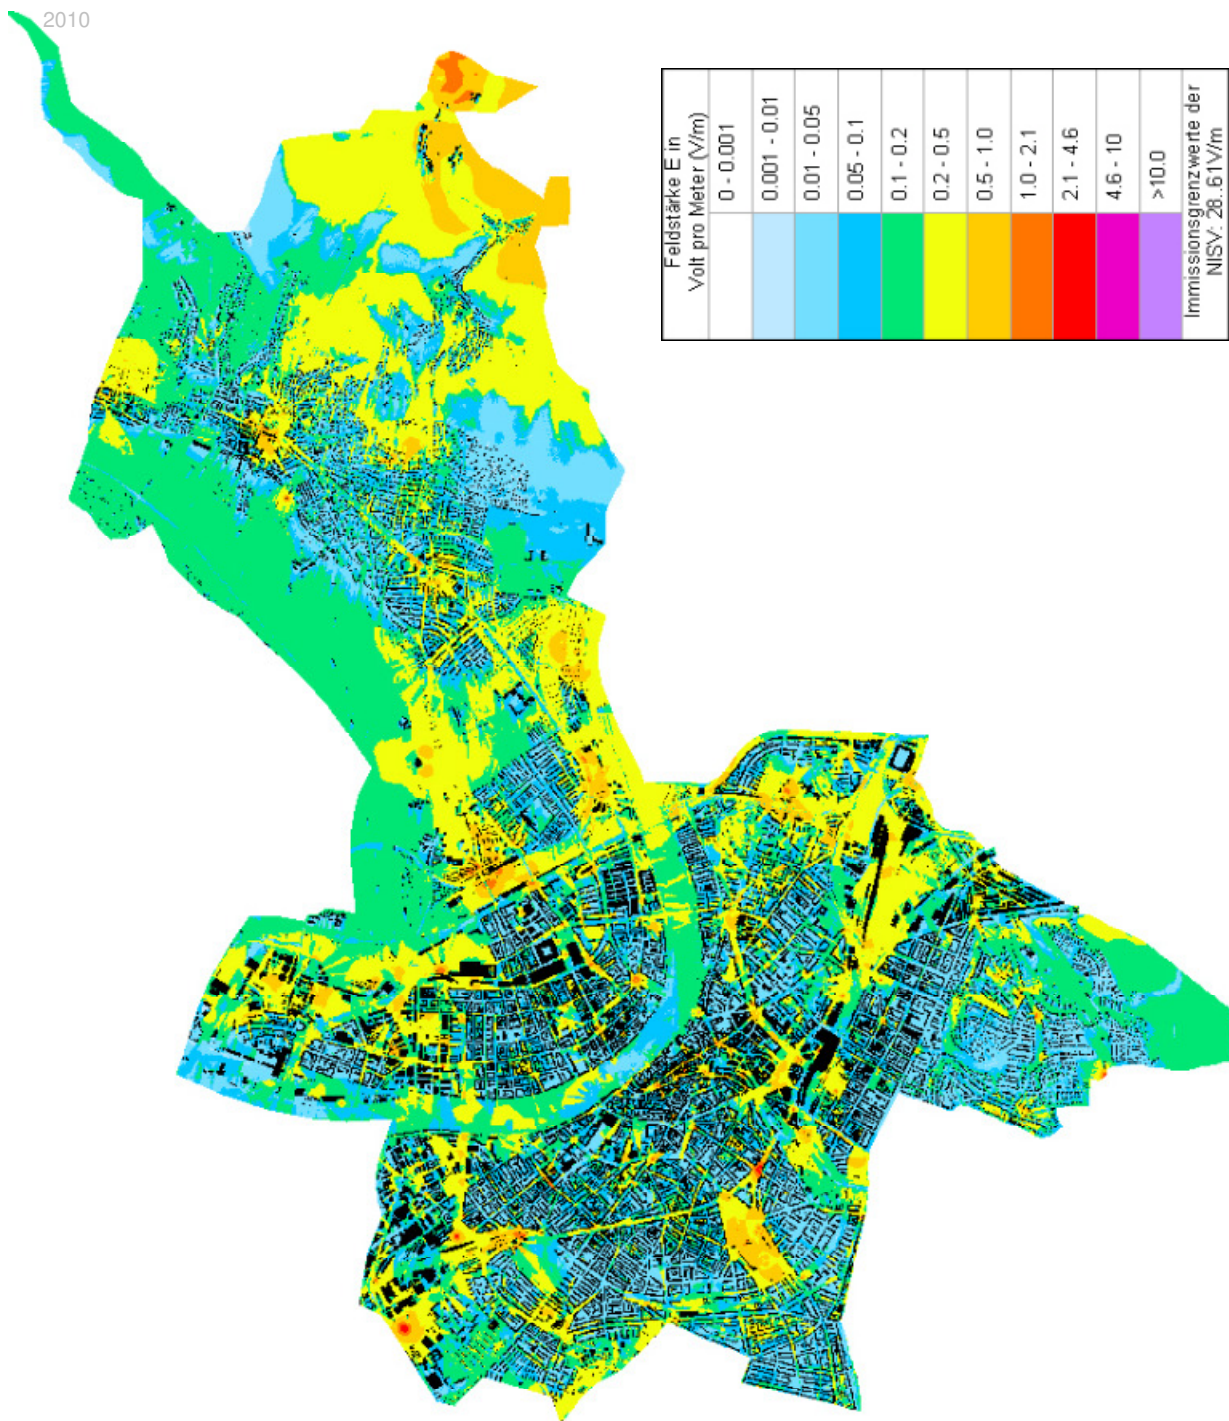 2010
Feldstärke E in
Volt pro Meter (V/m)
0 - 0.001
0.001 - 0.01
0.01 - 0.05
0.05 - 0.1
0.1 - 0.2
0.2 - 0.5
0.5 - 1.0
1.0 - 2.1
2.1 - 4.6
4.6 - 10
>10.0
Immissionsgrenzwerte der
NISV: 28..61V/m